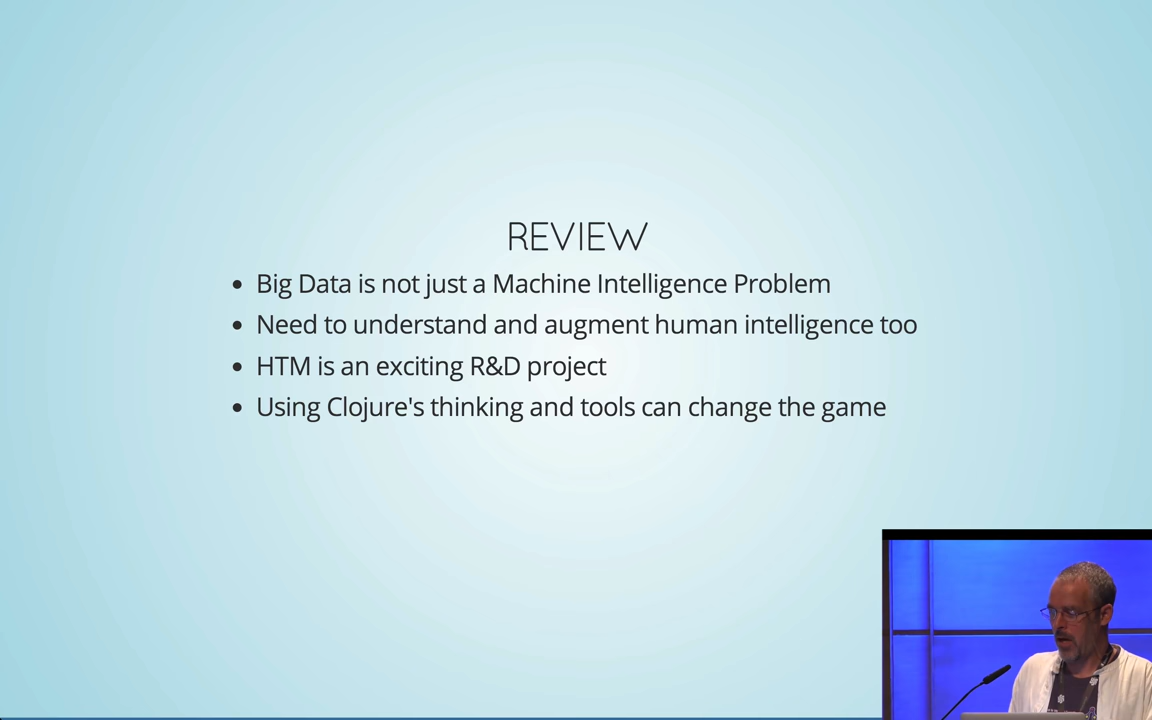 REVIEW
Big Data is not just a Machine Intelligence Problem
Need to understand and augment human intelligence too
HTM is an exciting R&D project
Using Clojure's thinking and tools can change the game